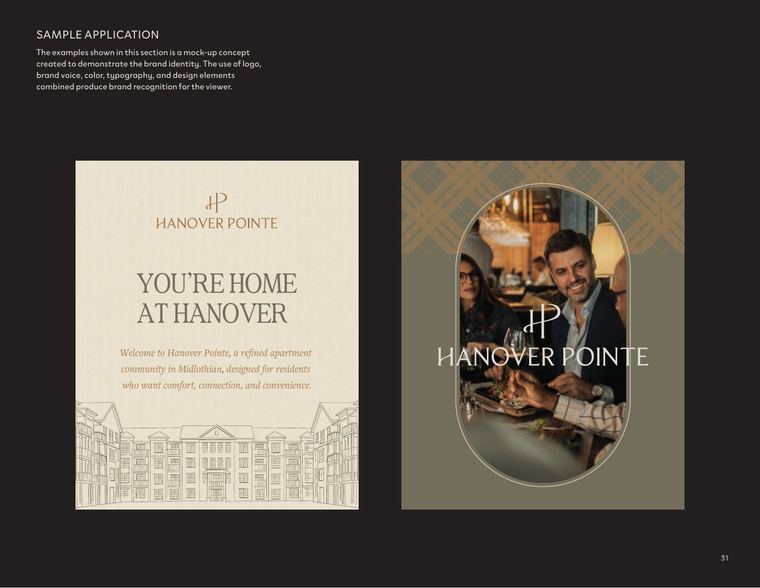 SAMPLE APPLICATION
The examples shown in this section is a mock-up concept
created to demonstrate the brand identity. The use of logo,
brand voice, color, typography, and design elements
combined produce brand recognition for the viewer.
HP
HANOVER POINTE
YOU'RE HOME
AT HANOVER
Welcome to Hanover Pointe, a refined apartment
community in Midlothian, designed for residents
who want comfort, connection, and convenience.
HP
HANOVER POINTE
31